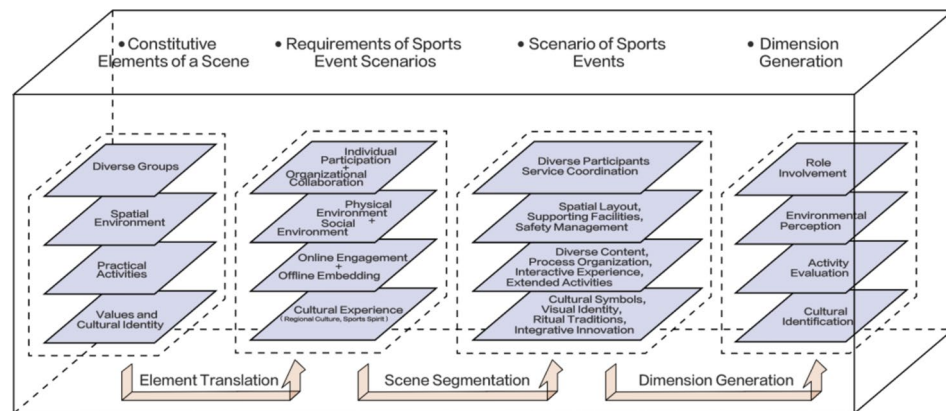 • Constitutive
Elements of a Scene
• Requirements of Sports
Event Scenarios
• Scenario of Sports
Events
• Dimension
Generation
Diverse Groups
Spatial
Environment
Practical
Activities
Values and
Cultural Identity
Individual
Participation
+
Organizational
Collaboration
Physical
Environment
+
Social
Environment
Online Engagement
+
Offline Embedding
Cultural Experience
( Regional Culture, Sports Spirit )
Diverse Participants
Service Coordination
Spatial Layout,
Supporting Facilities,
Safety Management
Diverse Content,
Process Organization,
Interactive Experience,
Extended Activities
Cultural Symbols,
Visual Identity,
Ritual Traditions,
Integrative Innovation
Role
Involvement
Environmental
Perception
Activity
Evaluation
Cultural
Identification
Element Translation
Scene Segmentation
Dimension Generation